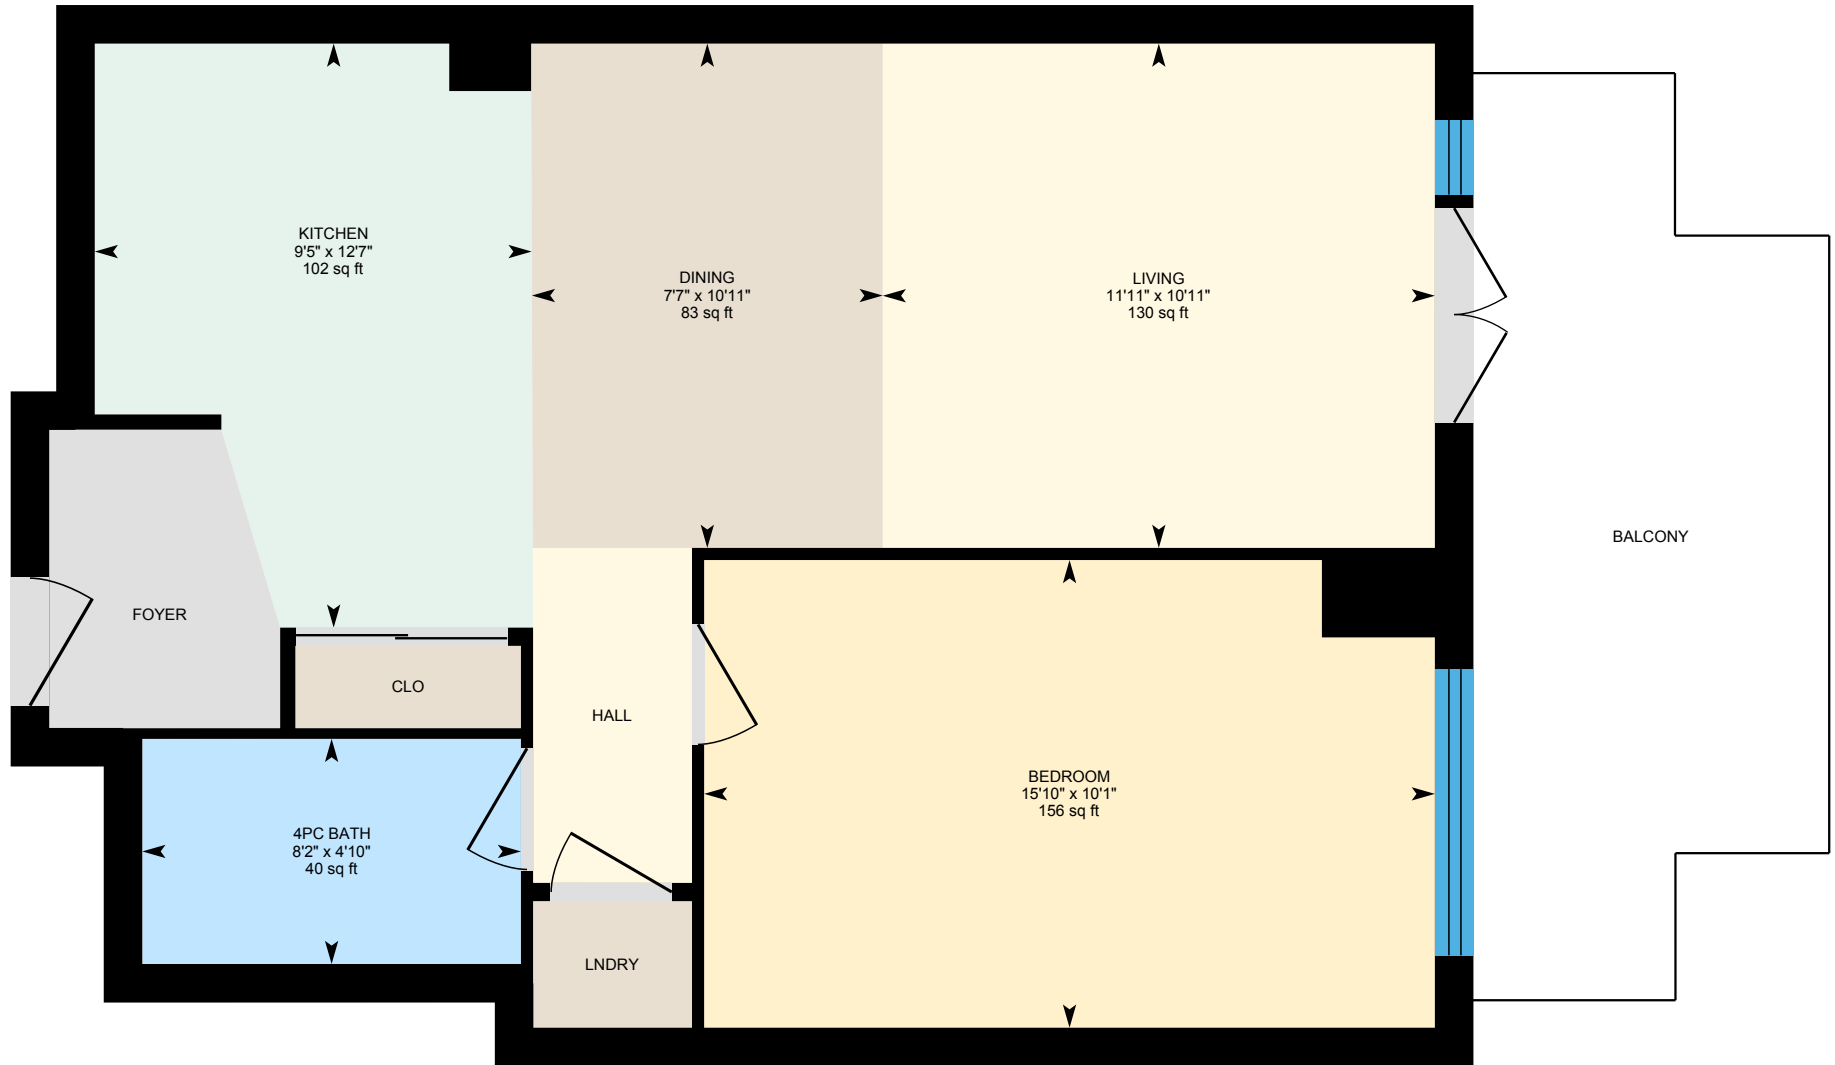 KITCHEN
9'5" x 12'7"
102 sq ft
DINING
7'7" x 10'11"
83 sq ft
LIVING
11'11" x 10'11"
130 sq ft
BALCONY
FOYER
CLO
HALL
BEDROOM
15'10" x 10'1"
156 sq ft
4PC BATH
8'2" x 4'10"
40 sq ft
LNDRY